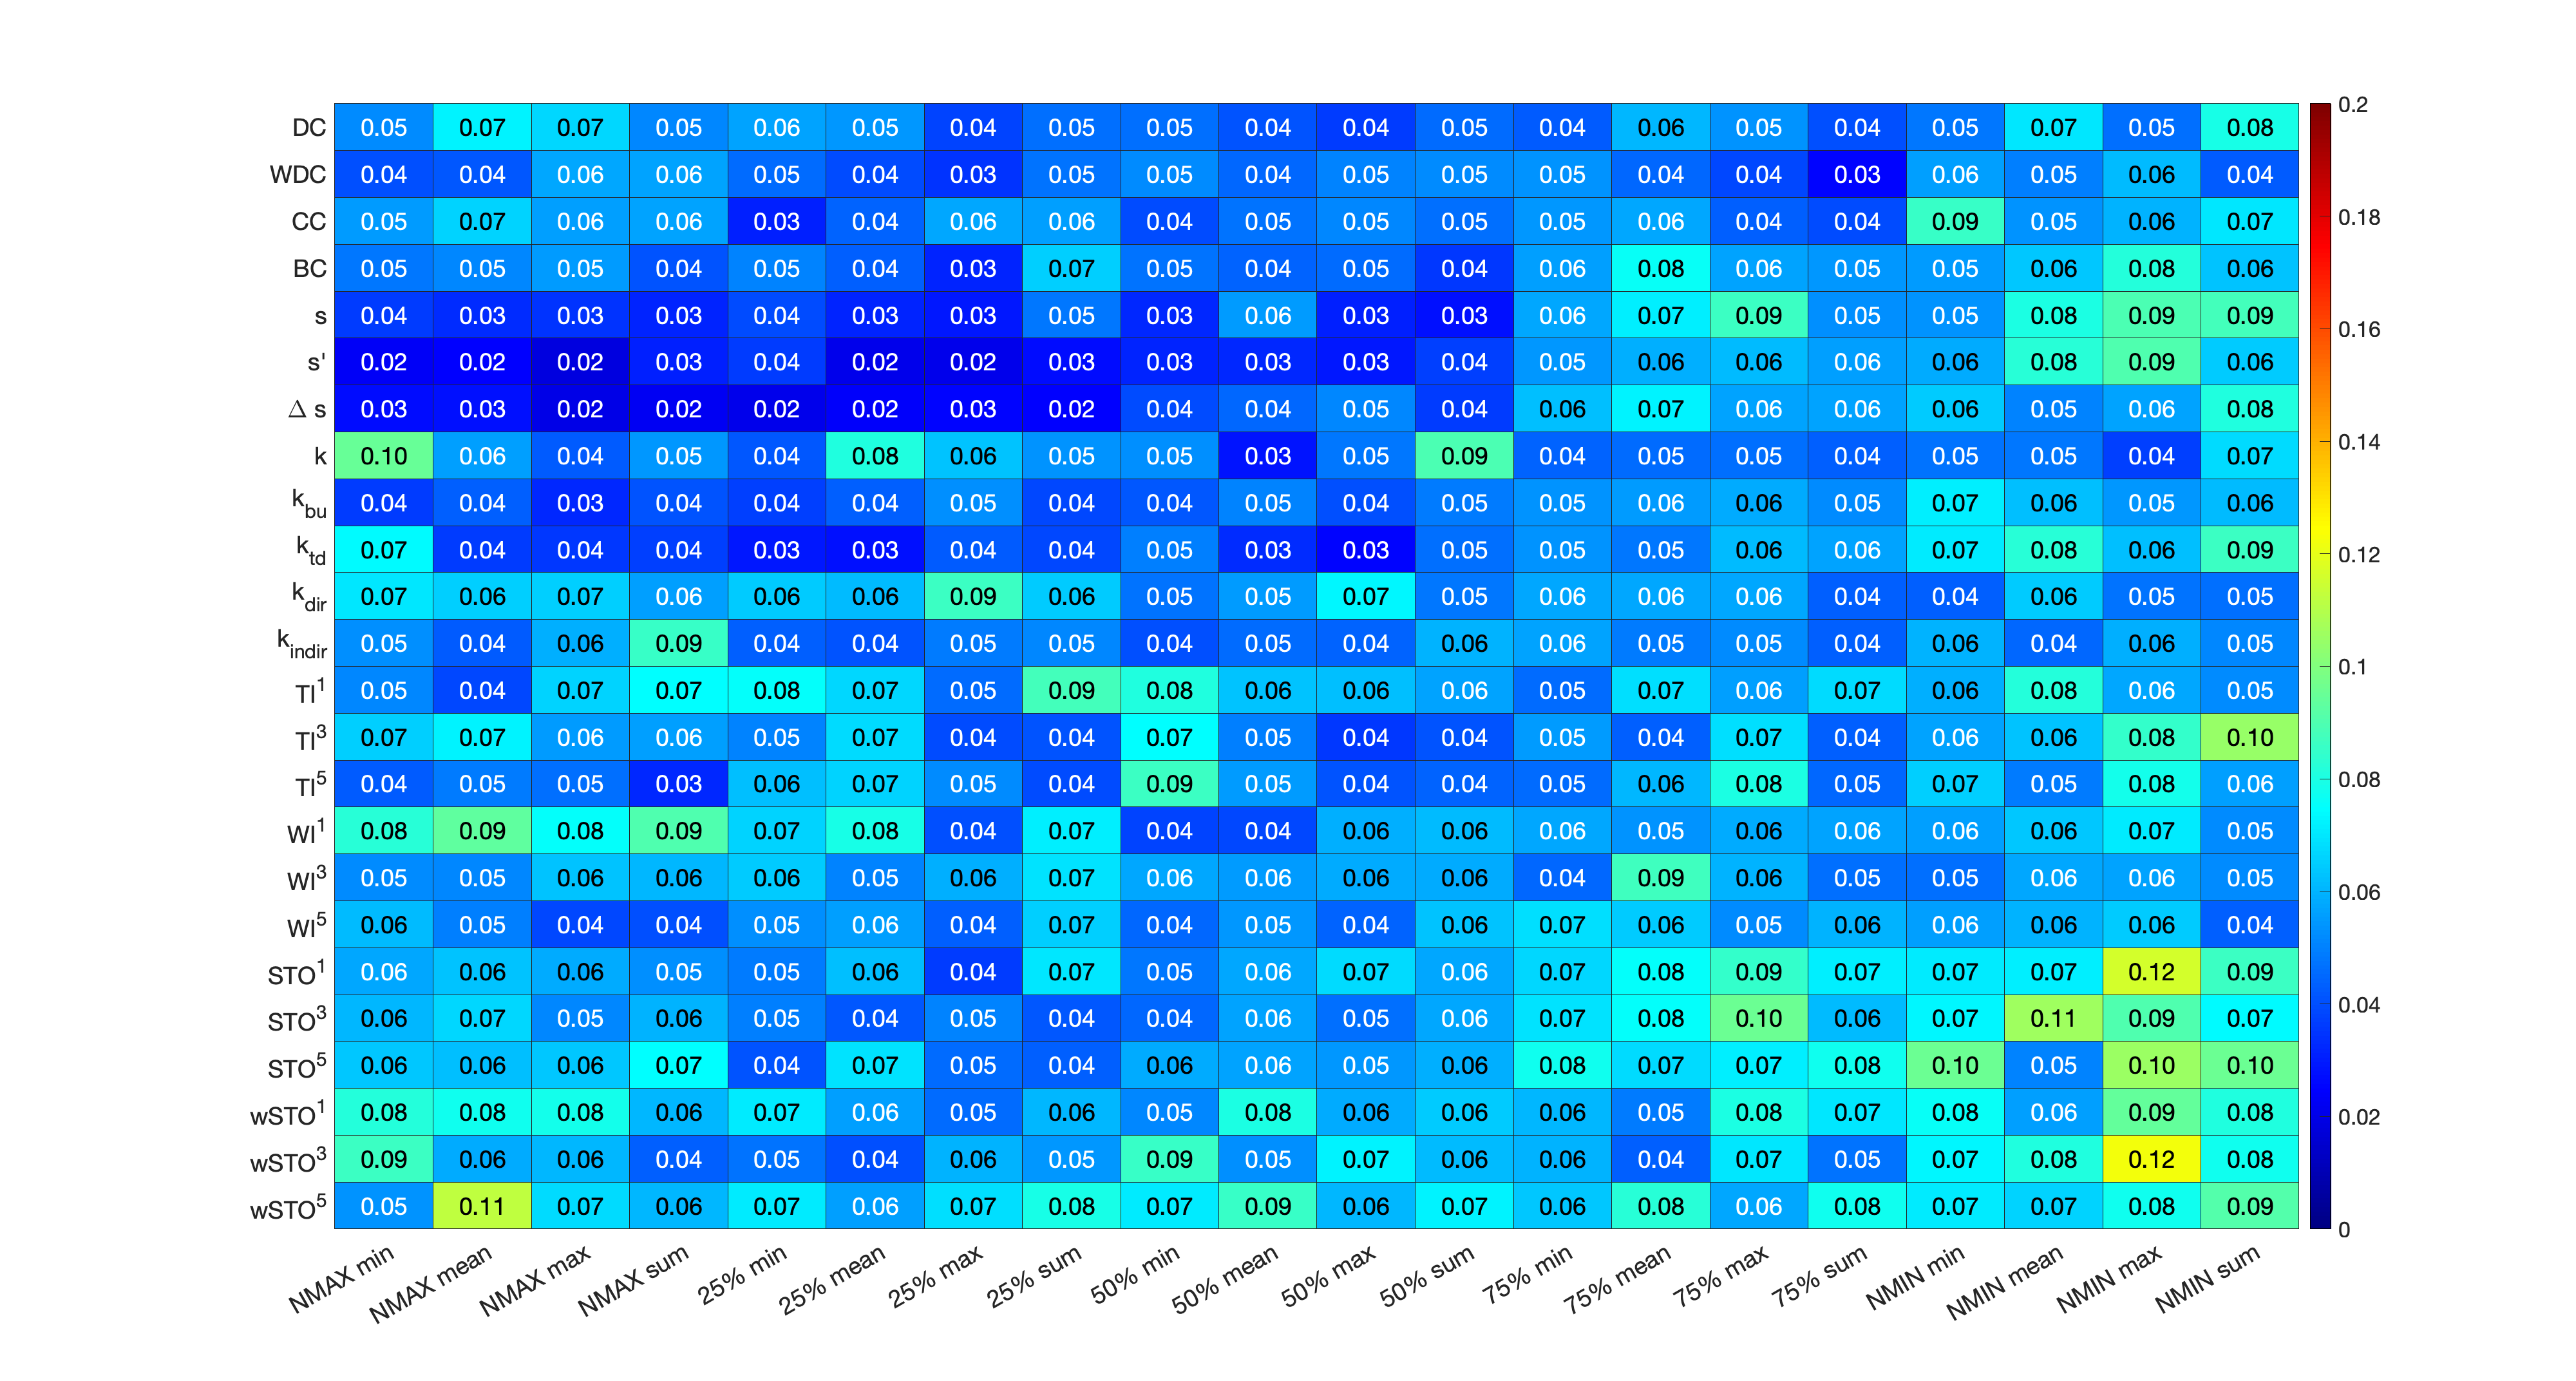 DC 0.05 0.07 0.07 0.05 0.06 0.05 0.04 0.05 0.05 0.04 0.04 0.05 0.04 0.06 0.05 0.04 0.05 0.07 0.05 0.08 0.2
WDC 0.04 0.04 0.06 0.06 0.05 0.04 0.03 0.05 0.05 0.04 0.05 0.05 0.05 0.04 0.04 0.03 0.06 0.05 0.06 0.04
CC 0.05 0.07 0.06 0.06 0.03 0.04 0.06 0.06 0.04 0.05 0.05 0.05 0.05 0.06 0.04 0.04 0.09 0.05 0.06 0.07 0.18
BC 0.05 0.05 0.05 0.04 0.05 0.04 0.03 0.07 0.05 0.04 0.05 0.04 0.06 0.08 0.06 0.05 0.05 0.06 0.08 0.06
s 0.04 0.03 0.03 0.03 0.04 0.03 0.03 0.05 0.03 0.06 0.03 0.03 0.06 0.07 0.09 0.05 0.05 0.08 0.09 0.09 0.16
s' 0.02 0.02 0.02 0.03 0.04 0.02 0.02 0.03 0.03 0.03 0.03 0.04 0.05 0.06 0.06 0.06 0.06 0.08 0.09 0.06
Δ s 0.03 0.03 0.02 0.02 0.02 0.02 0.03 0.02 0.04 0.04 0.05 0.04 0.06 0.07 0.06 0.06 0.06 0.05 0.06 0.08
k 0.10 0.06 0.04 0.05 0.04 0.08 0.06 0.05 0.05 0.03 0.05 0.09 0.04 0.05 0.05 0.04 0.05 0.05 0.04 0.07 0.14
k_bu 0.04 0.04 0.03 0.04 0.04 0.04 0.05 0.04 0.04 0.05 0.04 0.05 0.05 0.06 0.06 0.05 0.07 0.06 0.05 0.06
k_td 0.07 0.04 0.04 0.04 0.03 0.03 0.04 0.04 0.05 0.03 0.03 0.05 0.05 0.05 0.06 0.06 0.07 0.08 0.06 0.09 0.12
k_dir 0.07 0.06 0.07 0.06 0.06 0.06 0.09 0.06 0.05 0.05 0.07 0.05 0.06 0.06 0.06 0.04 0.04 0.06 0.05 0.05
k_indir 0.05 0.04 0.06 0.09 0.04 0.04 0.05 0.05 0.04 0.05 0.04 0.06 0.06 0.05 0.05 0.04 0.06 0.04 0.06 0.05 0.1
TI^1 0.05 0.04 0.07 0.07 0.08 0.07 0.05 0.09 0.08 0.06 0.06 0.06 0.05 0.07 0.06 0.07 0.06 0.08 0.06 0.05
TI^3 0.07 0.07 0.06 0.06 0.05 0.07 0.04 0.04 0.07 0.05 0.04 0.04 0.05 0.04 0.07 0.04 0.06 0.06 0.08 0.10
TI^5 0.04 0.05 0.05 0.03 0.06 0.07 0.05 0.04 0.09 0.05 0.04 0.04 0.05 0.06 0.08 0.05 0.07 0.05 0.08 0.06 0.08
WI^1 0.08 0.09 0.08 0.09 0.07 0.08 0.04 0.07 0.04 0.04 0.06 0.06 0.06 0.05 0.06 0.06 0.06 0.06 0.07 0.05
WI^3 0.05 0.05 0.06 0.06 0.06 0.05 0.06 0.07 0.06 0.06 0.06 0.06 0.04 0.09 0.06 0.05 0.05 0.06 0.06 0.05 0.06
WI^5 0.06 0.05 0.04 0.04 0.05 0.06 0.04 0.07 0.04 0.05 0.04 0.06 0.07 0.06 0.05 0.06 0.06 0.06 0.06 0.04
STO^1 0.06 0.06 0.06 0.05 0.05 0.06 0.04 0.07 0.05 0.06 0.07 0.06 0.07 0.08 0.09 0.07 0.07 0.07 0.12 0.09
STO^3 0.06 0.07 0.05 0.06 0.05 0.04 0.05 0.04 0.04 0.06 0.05 0.06 0.07 0.08 0.10 0.06 0.07 0.11 0.09 0.07 0.04
STO^5 0.06 0.06 0.06 0.07 0.04 0.07 0.05 0.04 0.06 0.06 0.05 0.06 0.08 0.07 0.07 0.08 0.10 0.05 0.10 0.10
wSTO^1 0.08 0.08 0.08 0.06 0.07 0.06 0.05 0.06 0.05 0.08 0.06 0.06 0.06 0.05 0.08 0.07 0.08 0.06 0.09 0.08 0.02
wSTO^3 0.09 0.06 0.06 0.04 0.05 0.04 0.06 0.05 0.09 0.05 0.07 0.06 0.06 0.04 0.07 0.05 0.07 0.08 0.12 0.08
wSTO^5 0.05 0.11 0.07 0.06 0.07 0.06 0.07 0.08 0.07 0.09 0.06 0.07 0.06 0.08 0.06 0.08 0.07 0.07 0.08 0.09 0
NMAX min NMAX mean NMAX max NMAX sum 25% min 25% mean 25% max 25% sum 50% min 50% mean 50% max 50% sum 75% min 75% mean 75% max 75% sum NMIN min NMIN mean NMIN max NMIN sum